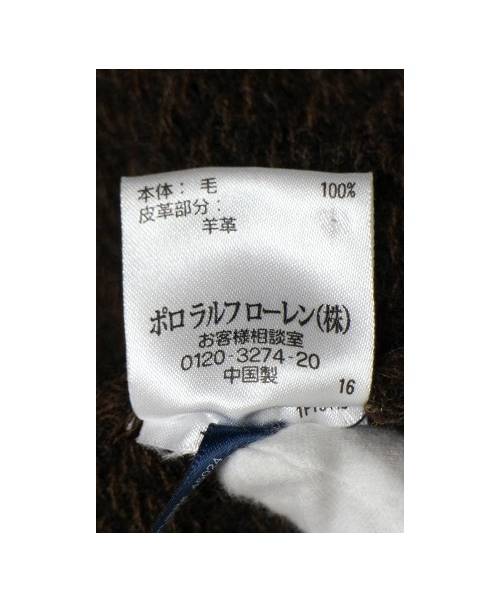 本体： 毛 100%
皮革部分：
羊革
ポロ ラルフ ローレン(株)
お客様相談室
0120-3274-20
中国製
16